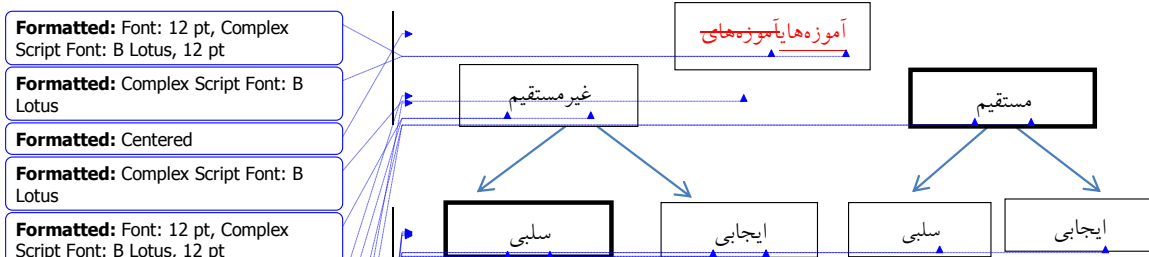 Formatted: Font: 12 pt, Complex
Script Font: B Lotus, 12 pt
Formatted: Complex Script Font: B
Lotus
Formatted: Centered
Formatted: Complex Script Font: B
Lotus
Formatted: Font: 12 pt, Complex
Script Font: B Lotus, 12 pt
آموزه‌هایآموزه‌های
مستقیم
غیرمستقیم
ایجابی
سلبی
ایجابی
سلبی